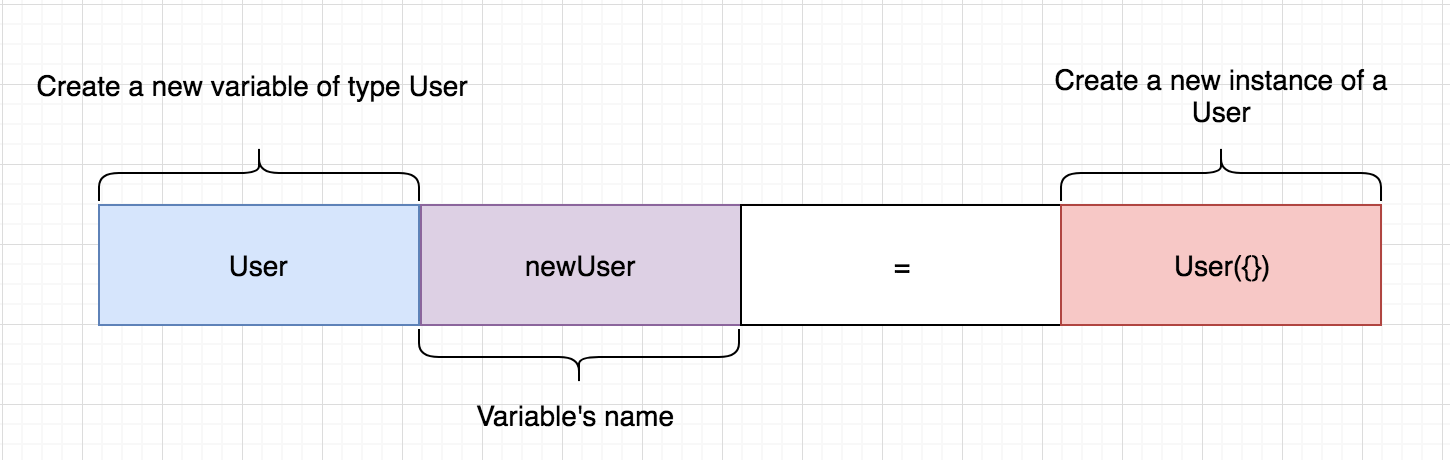 Create a new variable of type User
Create a new instance of a
User
User
newUser
=
User({})
Variable's name